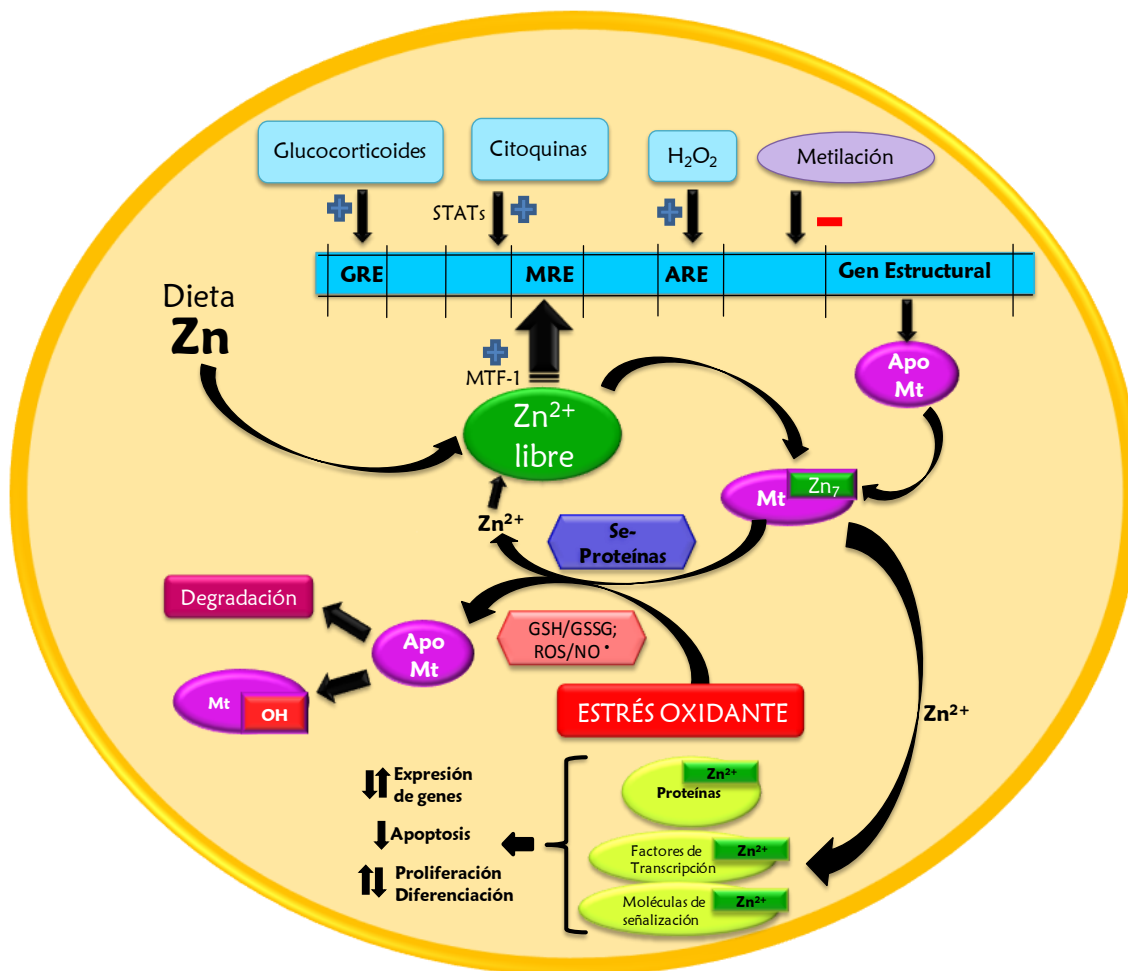 Glucocorticoides
Citoquinas
H₂O₂
Metilación
STATs
GRE
MRE
ARE
Gen Estructural
Dieta
Zn
MTF-1
Apo
Mt
Zn²⁺
libre
Mt
Zn₇
Zn²⁺
Se-
Proteínas
Degradación
Apo
Mt
GSH/GSSG;
ROS/NO•
Mt
OH
ESTRÉS OXIDANTE
Zn²⁺
Expresión
de genes
Apoptosis
Proliferación
Diferenciación
Zn²⁺
Proteínas
Factores de
Transcripción
Zn²⁺
Moléculas de
señalización
Zn²⁺